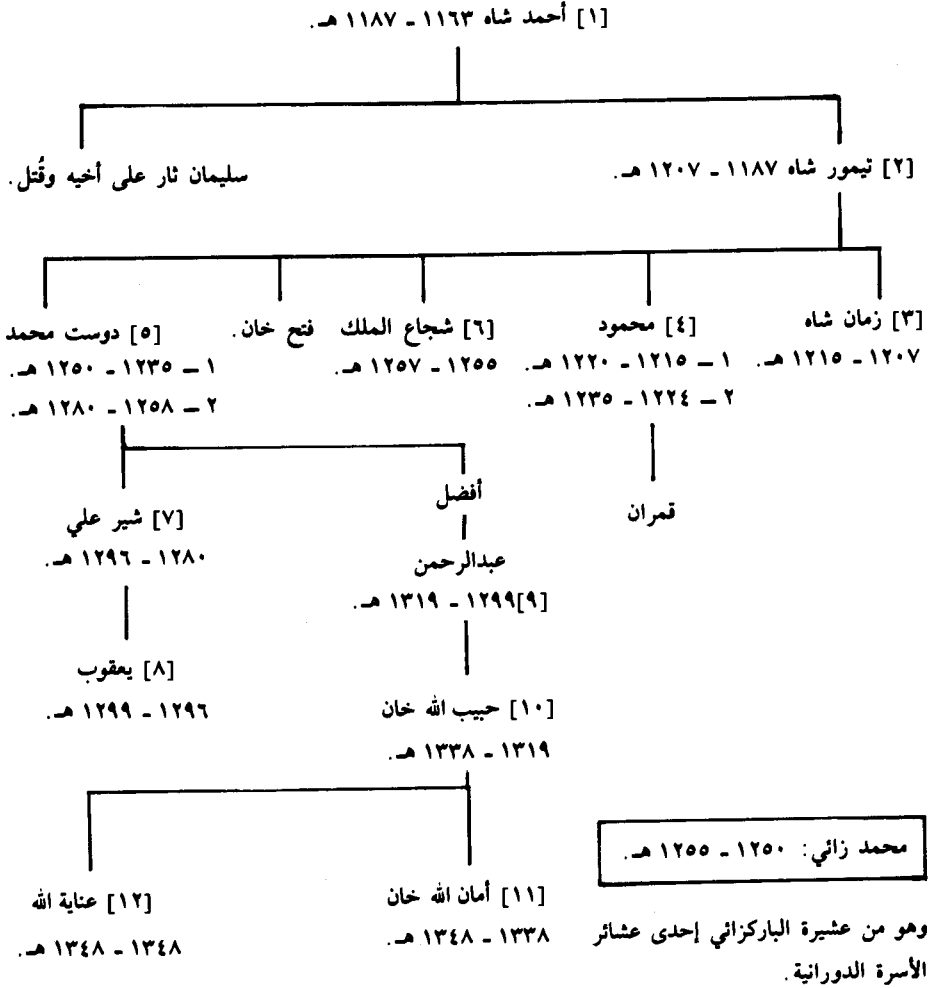 [١] أحمد شاه ١١٦٣ ـ ١١٨٧ هـ.
[٢] تيمور شاه ١١٨٧ ـ ١٢٠٧ هـ.
سليمان ثار على أخيه وقُتل.
[٣] زمان شاه
١٢٠٧ ـ ١٢١٥ هـ.
[٤] محمود
١ ــ ١٢١٥ ـ ١٢٢٠ هـ.
٢ ــ ١٢٢٤ ـ ١٢٣٥ هـ.
[٦] شجاع الملك
١٢٥٥ ـ ١٢٥٧ هـ.
فتح خان.
[٥] دوست محمد
١ ــ ١٢٣٥ ـ ١٢٥٠ هـ.
٢ ــ ١٢٥٨ ـ ١٢٨٠ هـ.
قمران
أفضل
[٧] شير علي
١٢٨٠ ـ ١٢٩٦ هـ.
عبدالرحمن
[٩]١٢٩٩ ـ ١٣١٩ هـ.
[٨] يعقوب
١٢٩٦ ـ ١٢٩٩ هـ.
[١٠] حبيب الله خان
١٣١٩ ـ ١٣٣٨ هـ.
[١١] أمان الله خان
١٣٣٨ ـ ١٣٤٨ هـ.
[١٢] عناية الله
١٣٤٨ ـ ١٣٤٨ هـ.
محمد زائي: ١٢٥٠ ـ ١٢٥٥ هـ.
وهو من عشيرة الباركزائي إحدى عشائر
الأسرة الدورانية.